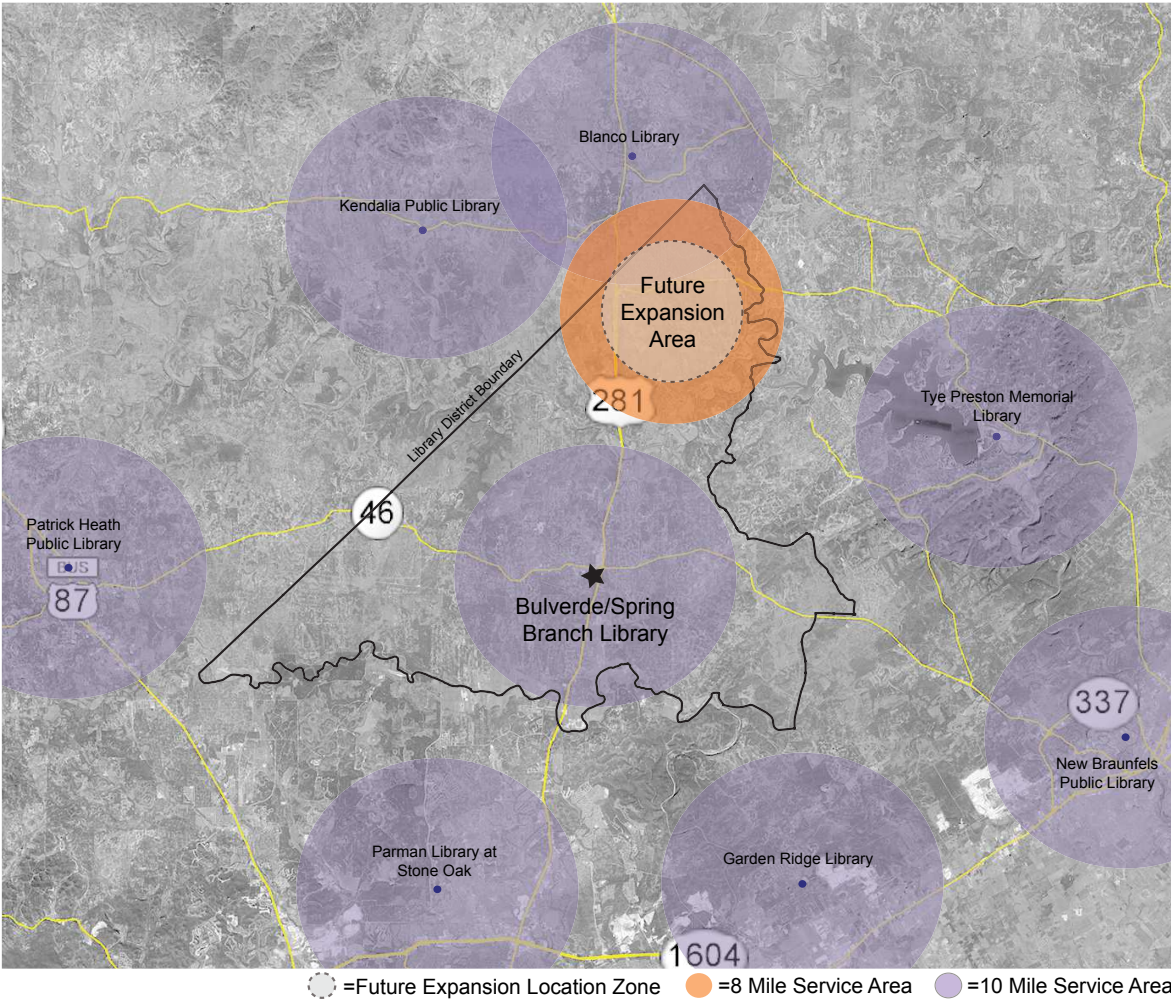 Blanco Library
Kendalia Public Library
Future
Expansion
Area
281
Library District Boundary
Tye Preston Memorial
Library
46
Patrick Heath
Public Library
BUS
87
Bulverde/Spring
Branch Library
337
New Braunfels
Public Library
Parman Library at
Stone Oak
Garden Ridge Library
1604
=Future Expansion Location Zone =8 Mile Service Area =10 Mile Service Area